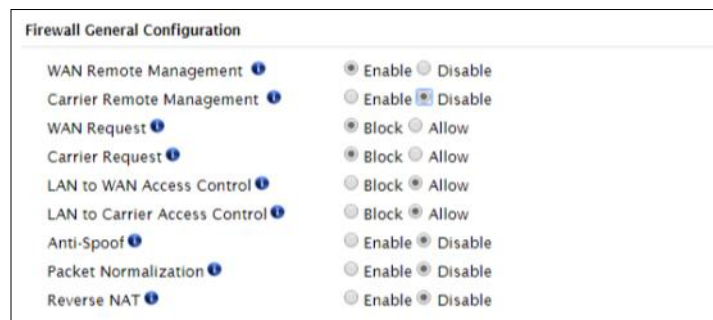 Firewall General Configuration
WAN Remote Management Enable Disable
Carrier Remote Management Enable Disable
WAN Request Block Allow
Carrier Request Block Allow
LAN to WAN Access Control Block Allow
LAN to Carrier Access Control Block Allow
Anti-Spoof Enable Disable
Packet Normalization Enable Disable
Reverse NAT Enable Disable